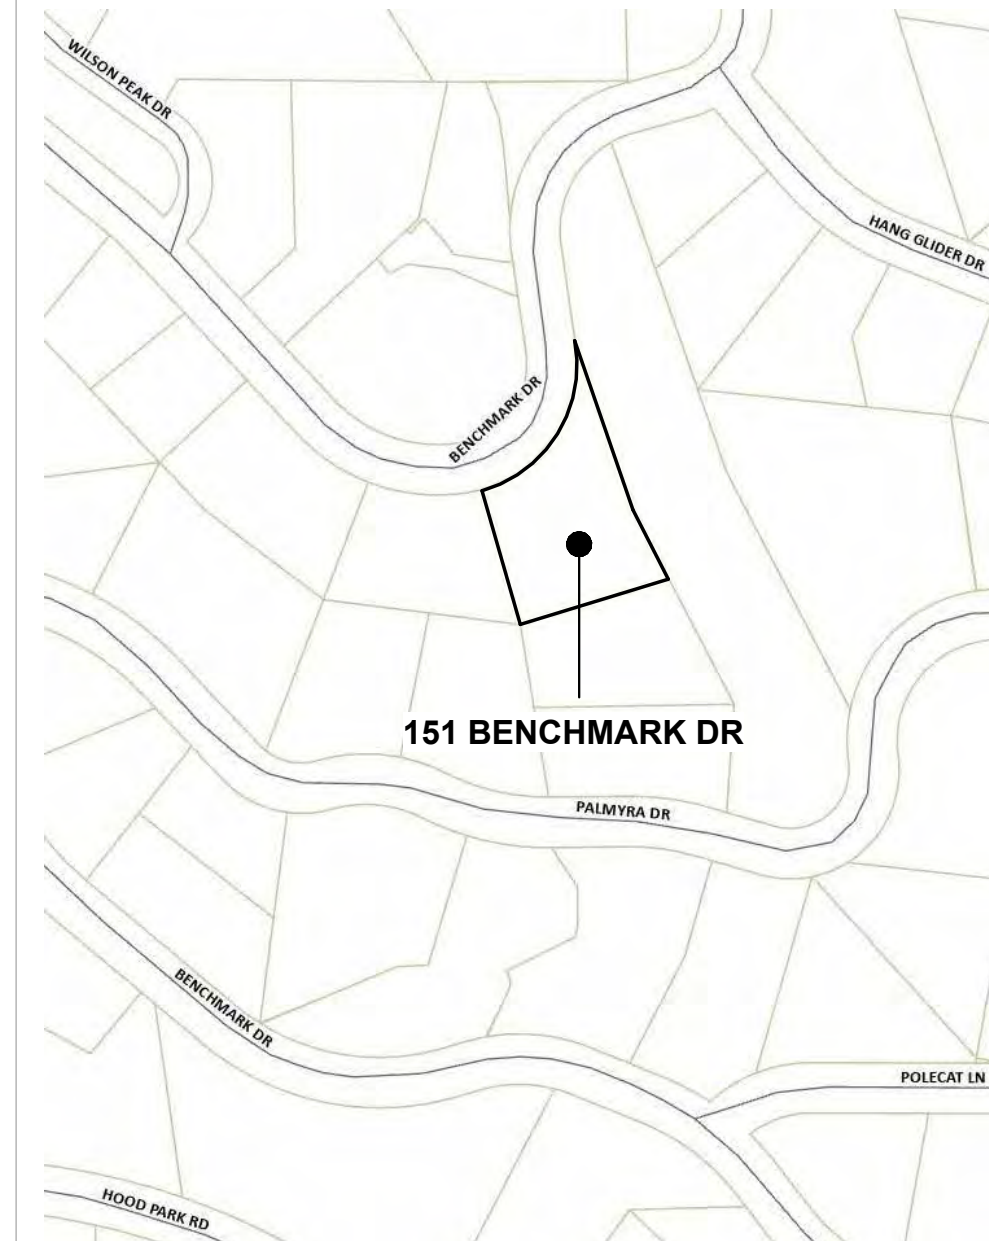 WILSON PEAK DR
HANG GLIDER DR
BENCHMARK DR
151 BENCHMARK DR
PALMYRA DR
BENCHMARK DR
POLECAT LN
HOOD PARK RD